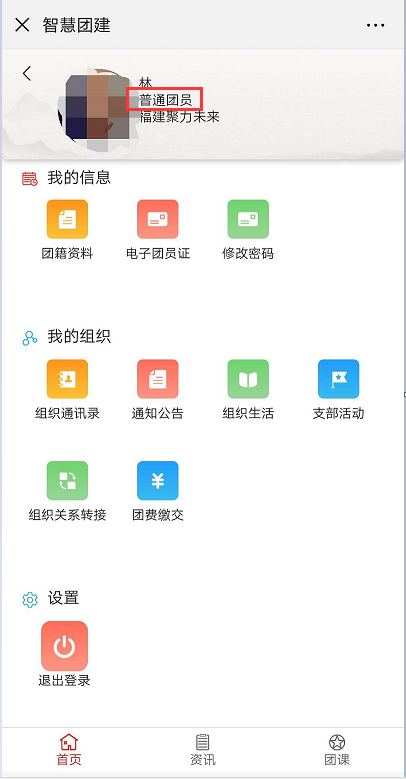 智慧团建
林
普通团员
福建聚力未来
我的信息
团籍资料 电子团员证 修改密码
我的组织
组织通讯录 通知公告 组织生活 支部活动
组织关系转接 团费缴交
设置
退出登录
首页 资讯 团课